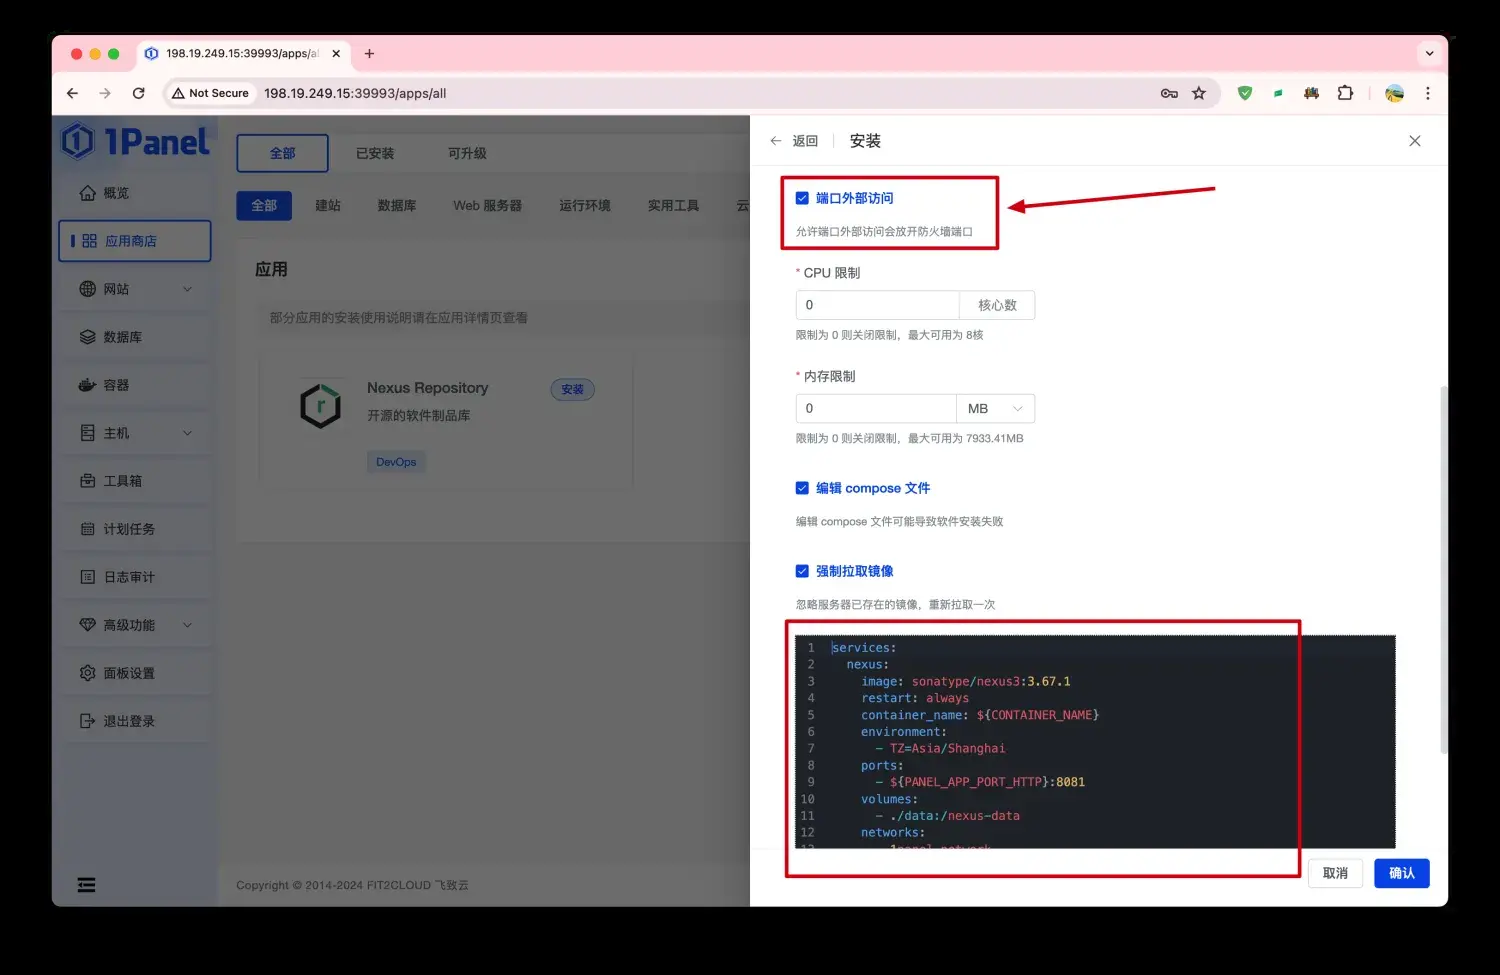 198.19.249.15:39993/apps/a
Not Secure
198.19.249.15:39993/apps/all
1Panel
概览
应用商店
网站
数据库
容器
主机
工具箱
计划任务
日志审计
高级功能
面板设置
退出登录
全部
已安装
可升级
全部
建站
数据库
Web 服务器
运行环境
实用工具
云
应用
部分应用的安装使用说明请在应用详情页查看
Nexus Repository
安装
开源的软件制品库
DevOps
Copyright © 2014-2024 FIT2CLOUD 飞致云
返回
安装
端口外部访问
允许端口外部访问会放开防火墙端口
* CPU 限制
0
核心数
限制为 0 则关闭限制，最大可用为 8核
* 内存限制
0
MB
限制为 0 则关闭限制，最大可用为 7933.41MB
编辑 compose 文件
编辑 compose 文件可能导致软件安装失败
强制拉取镜像
忽略服务器已存在的镜像，重新拉取一次
1 services:
2 nexus:
3 image: sonatype/nexus3:3.67.1
4 restart: always
5 container_name: ${CONTAINER_NAME}
6 environment:
7 - TZ=Asia/Shanghai
8 ports:
9 - ${PANEL_APP_PORT_HTTP}:8081
10 volumes:
11 - ./data:/nexus-data
12 networks:
取消
确认